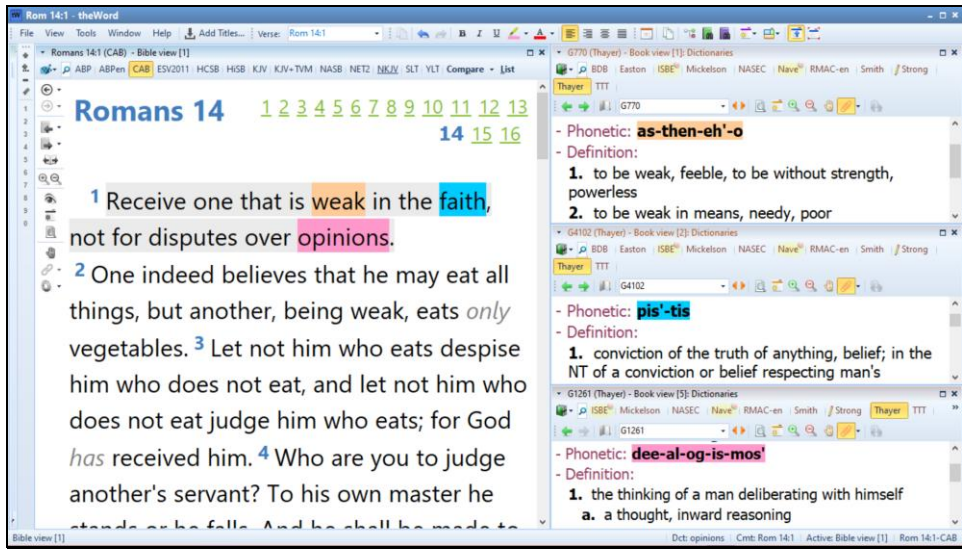 Rom 14:1 - theWord
File View Tools Window Help Add Titles... Verse: Rom 14:1 B I U A
Romans 14:1 (CAB) - Bible view [1]
ABP ABPen CAB ESV2011 HCSB HiSB KJV KJV+TVM NASB NET2 NKJV SLT YLT Compare List
Romans 14 1 2 3 4 5 6 7 8 9 10 11 12 13
14 15 16
1 Receive one that is weak in the faith,
not for disputes over opinions.
2 One indeed believes that he may eat all
things, but another, being weak, eats only
vegetables. 3 Let not him who eats despise
him who does not eat, and let not him who
does not eat judge him who eats; for God
has received him. 4 Who are you to judge
another's servant? To his own master he
stands or he falls. And he shall be made to
G770 (Thayer) - Book view [1]: Dictionaries
BDB Easton ISBE Mickelson NASEC Nave RMAC-en Smith Strong
Thayer TTT
G770
- Phonetic: as-then-eh'-o
- Definition:
1. to be weak, feeble, to be without strength,
powerless
2. to be weak in means, needy, poor
G4102 (Thayer) - Book view [2]: Dictionaries
BDB Easton ISBE Mickelson NASEC Nave RMAC-en Smith Strong
Thayer TTT
G4102
- Phonetic: pis'-tis
- Definition:
1. conviction of the truth of anything, belief; in the
NT of a conviction or belief respecting man's
G1261 (Thayer) - Book view [5]: Dictionaries
ISBE Mickelson NASEC Nave RMAC-en Smith Strong Thayer TTT
G1261
- Phonetic: dee-al-og-is-mos'
- Definition:
1. the thinking of a man deliberating with himself
a. a thought, inward reasoning
Bible view [1] Dct: opinions Cmt: Rom 14:1 Active: Bible view [1] Rom 14:1-CAB